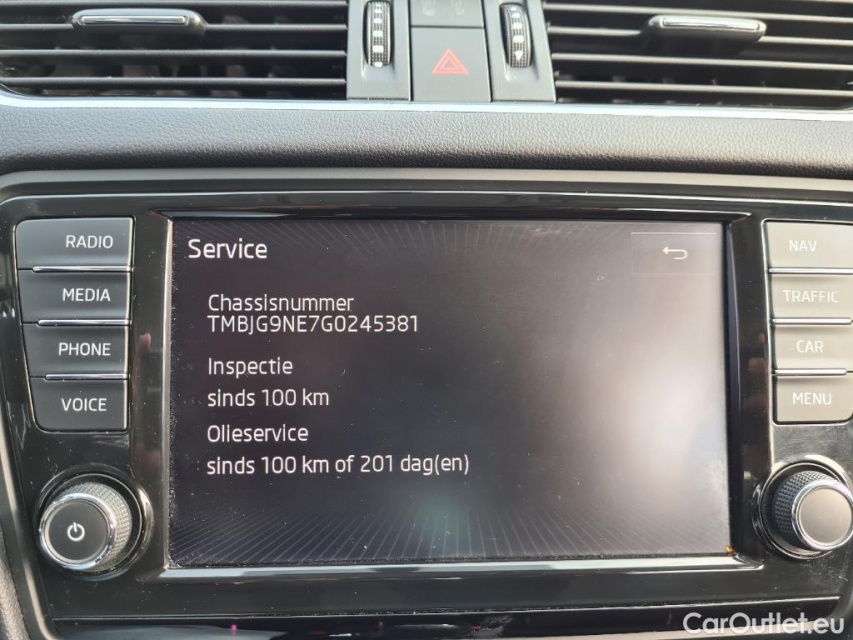 RADIO
MEDIA
PHONE
VOICE
Service
Chassisnummer
TMBJG9NE7G0245381
Inspectie
sinds 100 km
Olieservice
sinds 100 km of 201 dag(en)
NAV
TRAFFIC
CAR
MENU
CarOutlet.eu